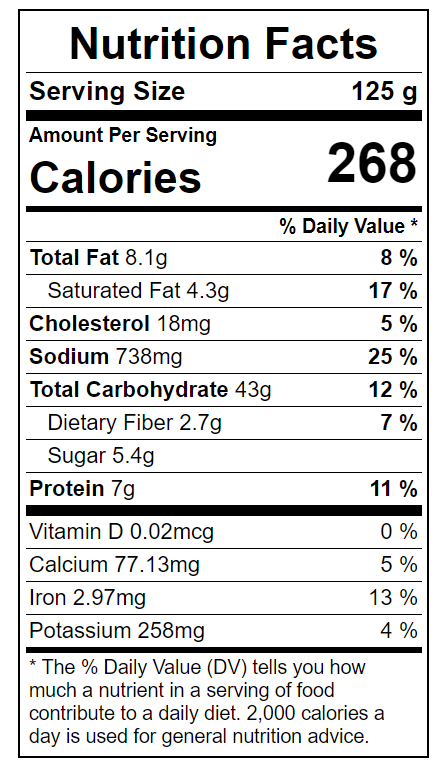 Nutrition Facts
Serving Size 125 g
Amount Per Serving
Calories 268
% Daily Value *
Total Fat 8.1g 8 %
Saturated Fat 4.3g 17 %
Cholesterol 18mg 5 %
Sodium 738mg 25 %
Total Carbohydrate 43g 12 %
Dietary Fiber 2.7g 7 %
Sugar 5.4g
Protein 7g 11 %
Vitamin D 0.02mcg 0 %
Calcium 77.13mg 5 %
Iron 2.97mg 13 %
Potassium 258mg 4 %
* The % Daily Value (DV) tells you how
much a nutrient in a serving of food
contribute to a daily diet. 2,000 calories a
day is used for general nutrition advice.